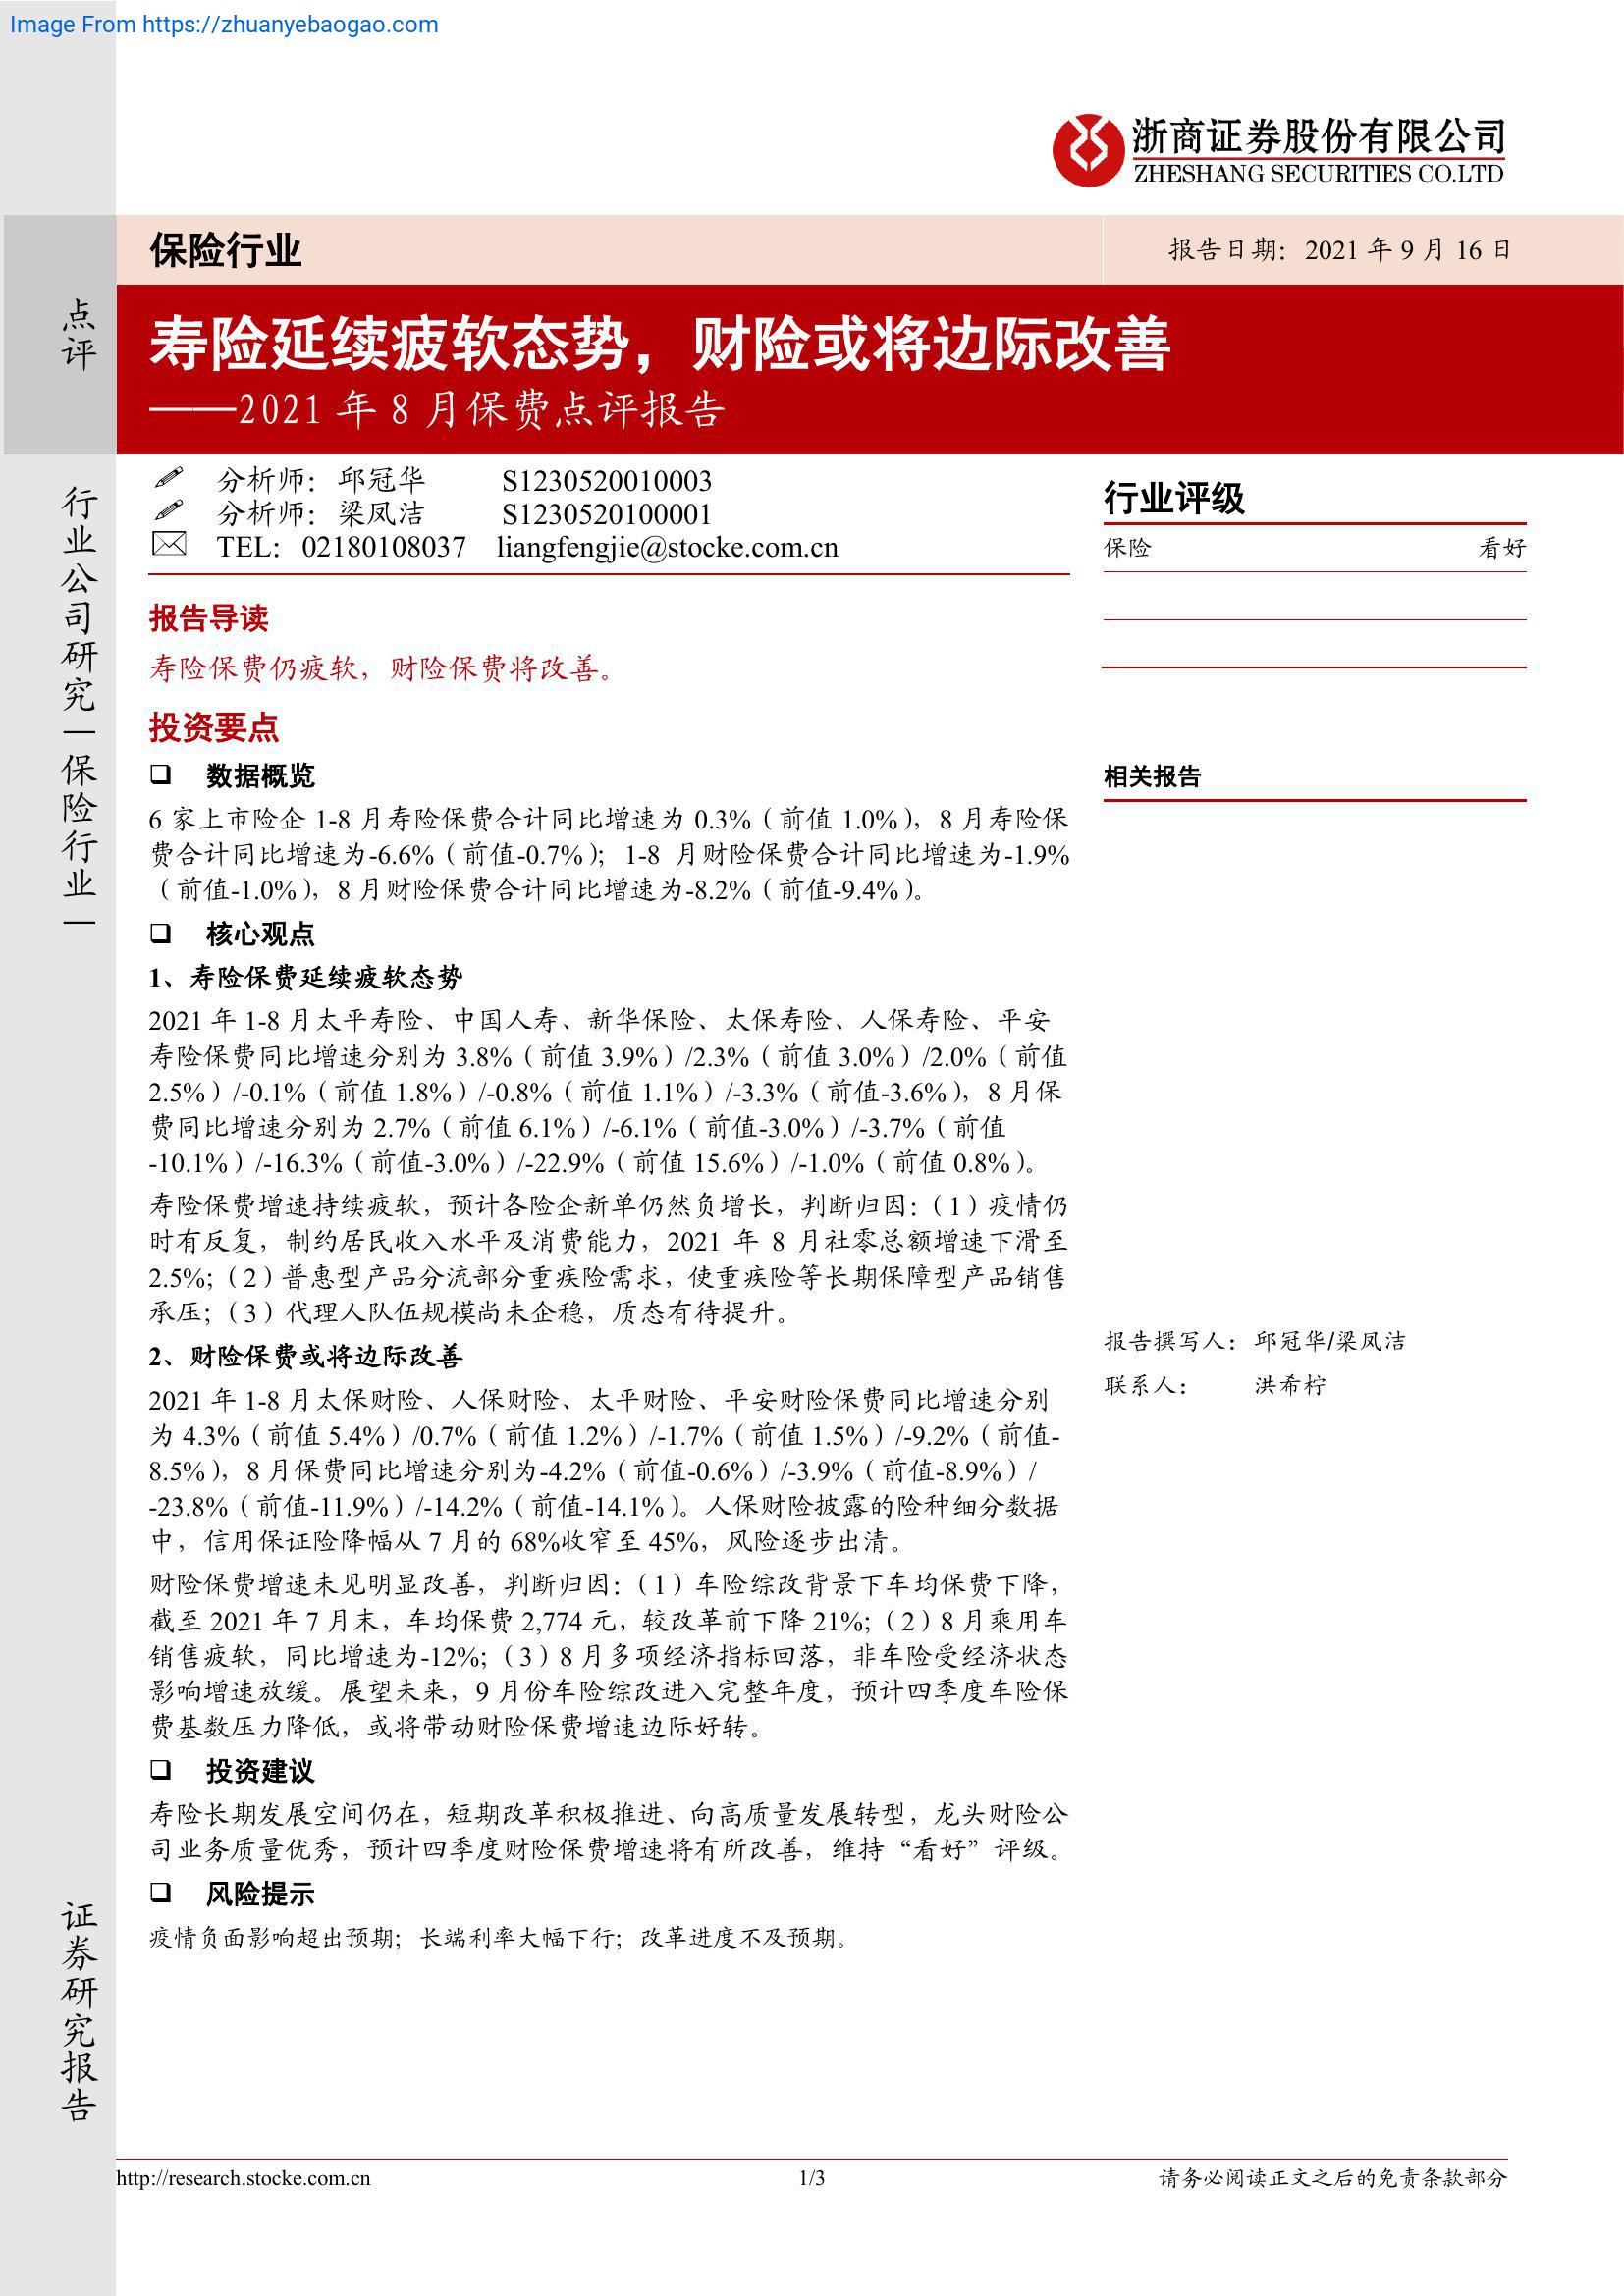 Image From https://zhuanyebaogao.com
浙商证券股份有限公司
ZHESHANG SECURITIES CO.LTD
保险行业
报告日期：2021 年 9 月 16 日
点评
寿险延续疲软态势，财险或将边际改善
——2021 年 8 月保费点评报告
行业公司研究｜保险行业｜
分析师：邱冠华 S1230520010003
分析师：梁凤洁 S1230520100001
TEL：02180108037 liangfengjie@stocke.com.cn
行业评级
保险 看好
报告导读
寿险保费仍疲软，财险保费将改善。
投资要点
❑ 数据概览
6 家上市险企 1-8 月寿险保费合计同比增速为 0.3%（前值 1.0%），8 月寿险保
费合计同比增速为-6.6%（前值-0.7%）；1-8 月财险保费合计同比增速为-1.9%
（前值-1.0%），8 月财险保费合计同比增速为-8.2%（前值-9.4%）。
❑ 核心观点
1、寿险保费延续疲软态势
2021 年 1-8 月太平寿险、中国人寿、新华保险、太保寿险、人保寿险、平安
寿险保费同比增速分别为 3.8%（前值 3.9%）/2.3%（前值 3.0%）/2.0%（前值
2.5%）/-0.1%（前值 1.8%）/-0.8%（前值 1.1%）/-3.3%（前值-3.6%），8 月保
费同比增速分别为 2.7%（前值 6.1%）/-6.1%（前值-3.0%）/-3.7%（前值
-10.1%）/-16.3%（前值-3.0%）/-22.9%（前值 15.6%）/-1.0%（前值 0.8%）。
寿险保费增速持续疲软，预计各险企新单仍然负增长，判断归因：（1）疫情仍
时有反复，制约居民收入水平及消费能力，2021 年 8 月社零总额增速下滑至
2.5%；（2）普惠型产品分流部分重疾险需求，使重疾险等长期保障型产品销售
承压；（3）代理人队伍规模尚未企稳，质态有待提升。
2、财险保费或将边际改善
2021 年 1-8 月太保财险、人保财险、太平财险、平安财险保费同比增速分别
为 4.3%（前值 5.4%）/0.7%（前值 1.2%）/-1.7%（前值 1.5%）/-9.2%（前值-
8.5%），8 月保费同比增速分别为-4.2%（前值-0.6%）/-3.9%（前值-8.9%）/
-23.8%（前值-11.9%）/-14.2%（前值-14.1%）。人保财险披露的险种细分数据
中，信用保证险降幅从 7 月的 68%收窄至 45%，风险逐步出清。
财险保费增速未见明显改善，判断归因：（1）车险综改背景下车均保费下降，
截至 2021 年 7 月末，车均保费 2,774 元，较改革前下降 21%；（2）8 月乘用车
销售疲软，同比增速为-12%；（3）8 月多项经济指标回落，非车险受经济状态
影响增速放缓。展望未来，9 月份车险综改进入完整年度，预计四季度车险保
费基数压力降低，或将带动财险保费增速边际好转。
❑ 投资建议
寿险长期发展空间仍在，短期改革积极推进、向高质量发展转型，龙头财险公
司业务质量优秀，预计四季度财险保费增速将有所改善，维持“看好”评级。
❑ 风险提示
疫情负面影响超出预期；长端利率大幅下行；改革进度不及预期。
相关报告
报告撰写人：邱冠华/梁凤洁
联系人：洪希柠
证券研究报告
http://research.stocke.com.cn
1/3
请务必阅读正文之后的免责条款部分